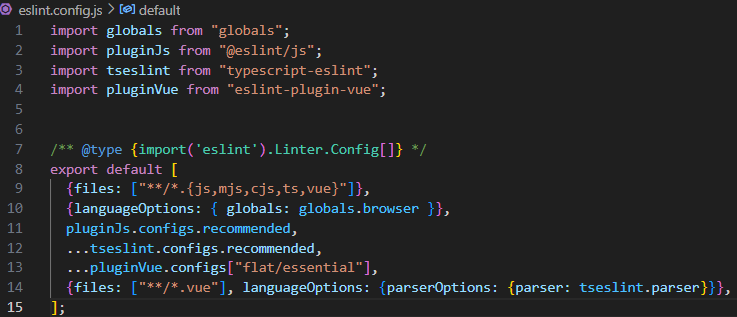 eslint.config.js > default
1 import globals from "globals";
2 import pluginJs from "@eslint/js";
3 import tseslint from "typescript-eslint";
4 import pluginVue from "eslint-plugin-vue";
5
6
7 /** @type {import('eslint').Linter.Config[]} */
8 export default [
9   {files: ["**/*.{js,mjs,cjs,ts,vue}"]},
10   {languageOptions: { globals: globals.browser }},
11   pluginJs.configs.recommended,
12   ...tseslint.configs.recommended,
13   ...pluginVue.configs["flat/essential"],
14   {files: ["**/*.vue"], languageOptions: {parserOptions: {parser: tseslint.parser}}},
15 ];